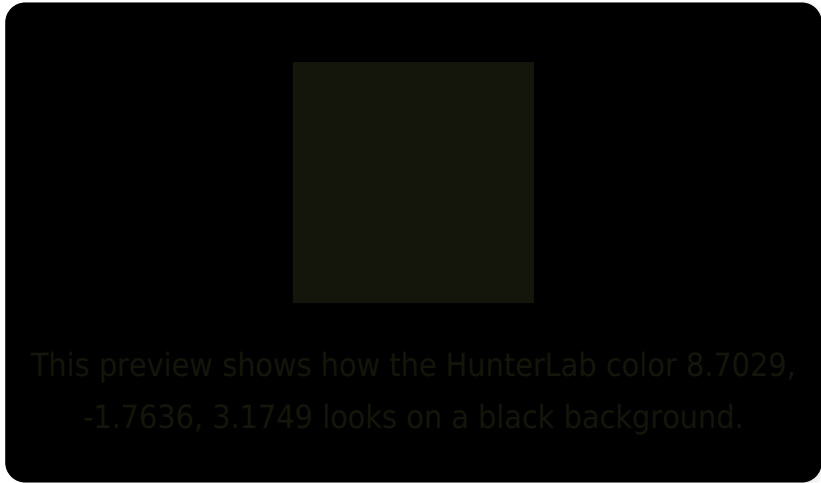 This preview shows how the HunterLab color 8.7029,
-1.7636, 3.1749 looks on a black background.